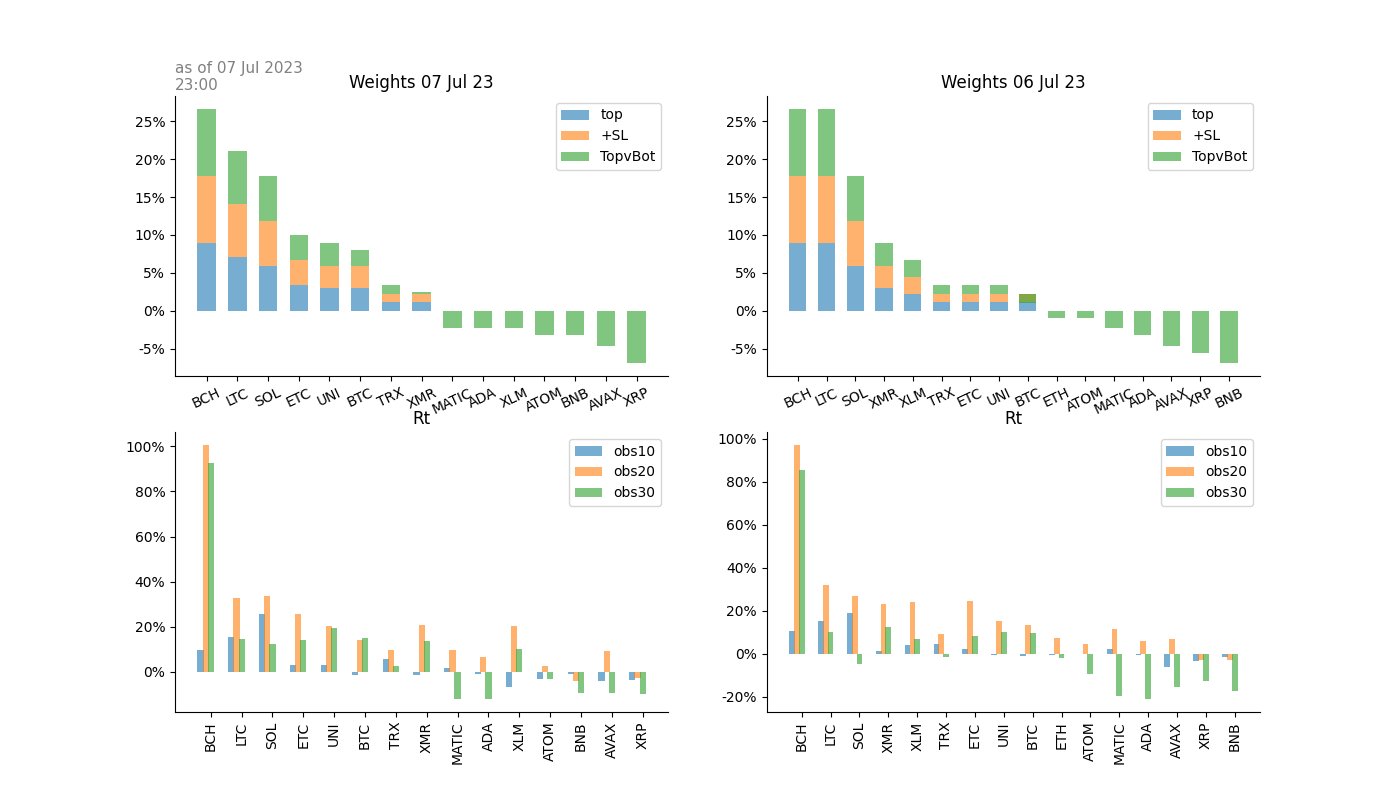 as of 07 Jul 2023
23:00
Weights 07 Jul 23
25%
20%
15%
10%
5%
0%
-5%
top
+SL
TopvBot
BCH LTC SOL ETC UNI BTC TRX XMR MATIC ADA XLM ATOM BNB AVAX XRP
Weights 06 Jul 23
25%
20%
15%
10%
5%
0%
-5%
top
+SL
TopvBot
BCH LTC SOL XMR XLM TRX ETC UNI BTC ETH ATOM MATIC ADA AVAX XRP BNB
Rt
100%
80%
60%
40%
20%
0%
obs10
obs20
obs30
BCH LTC SOL ETC UNI BTC TRX XMR MATIC ADA XLM ATOM BNB AVAX XRP
Rt
100%
80%
60%
40%
20%
0%
-20%
obs10
obs20
obs30
BCH LTC SOL XMR XLM TRX ETC UNI BTC ETH ATOM MATIC ADA AVAX XRP BNB